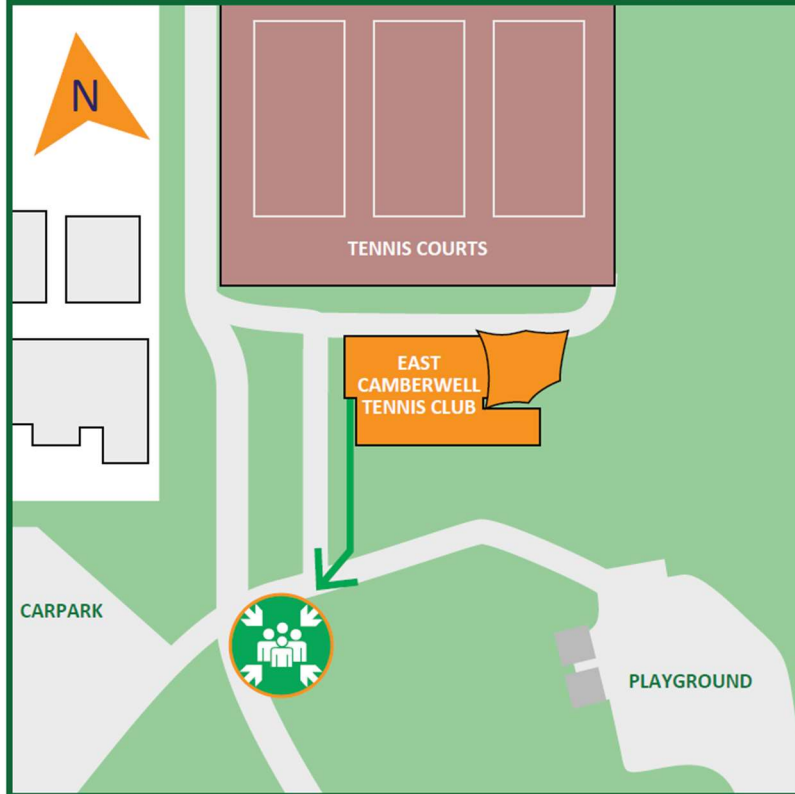 N
TENNIS COURTS
EAST
CAMBERWELL
TENNIS CLUB
CARPARK
PLAYGROUND